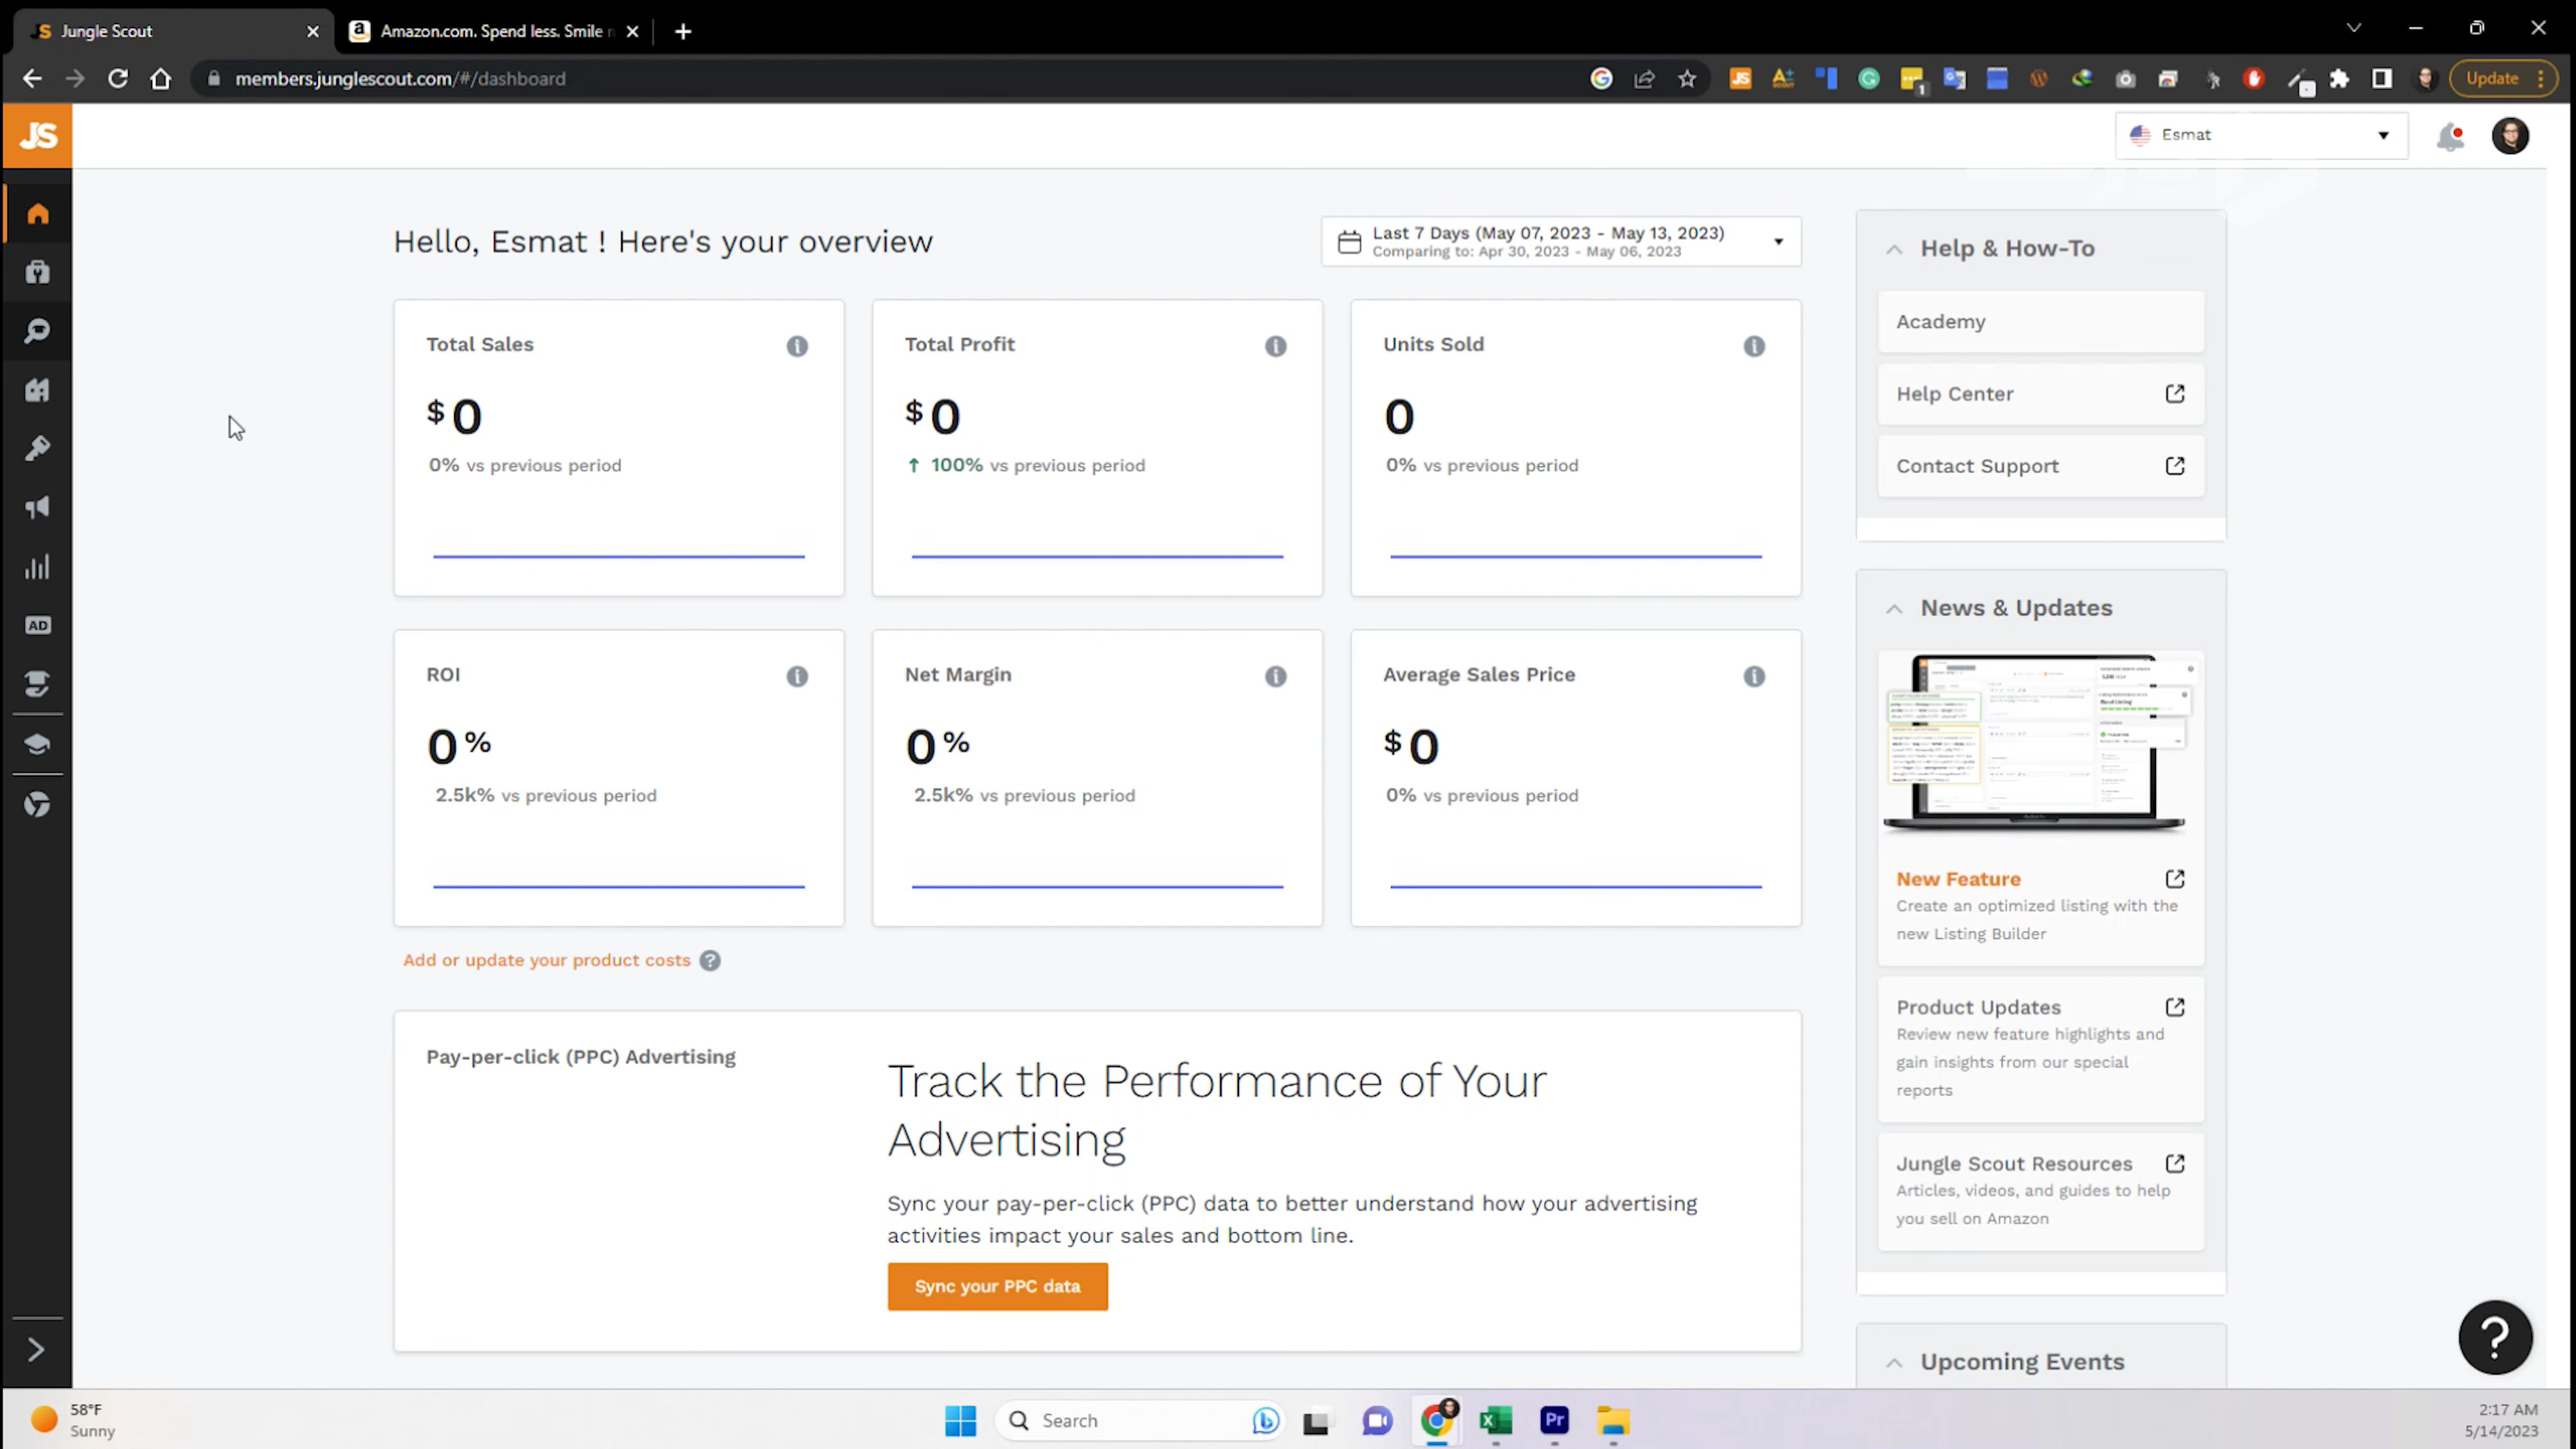 Jungle Scout
Amazon.com. Spend less. Smile
members.junglescout.com/#/dashboard
Update
JS
Esmat
Hello, Esmat ! Here's your overview
Last 7 Days (May 07, 2023 - May 13, 2023)
Comparing to: Apr 30, 2023 - May 06, 2023
Total Sales
$0
0% vs previous period
Total Profit
$0
↑ 100% vs previous period
Units Sold
0
0% vs previous period
ROI
0%
2.5k% vs previous period
Net Margin
0%
2.5k% vs previous period
Average Sales Price
$0
0% vs previous period
Add or update your product costs
Pay-per-click (PPC) Advertising
Track the Performance of Your
Advertising
Sync your pay-per-click (PPC) data to better understand how your advertising
activities impact your sales and bottom line.
Sync your PPC data
AD
Help & How-To
Academy
Help Center
Contact Support
News & Updates
New Feature
Create an optimized listing with the
new Listing Builder
Product Updates
Review new feature highlights and
gain insights from our special
reports
Jungle Scout Resources
Articles, videos, and guides to help
you sell on Amazon
Upcoming Events
58°F
Sunny
Search
Pr
2:17 AM
5/14/2023